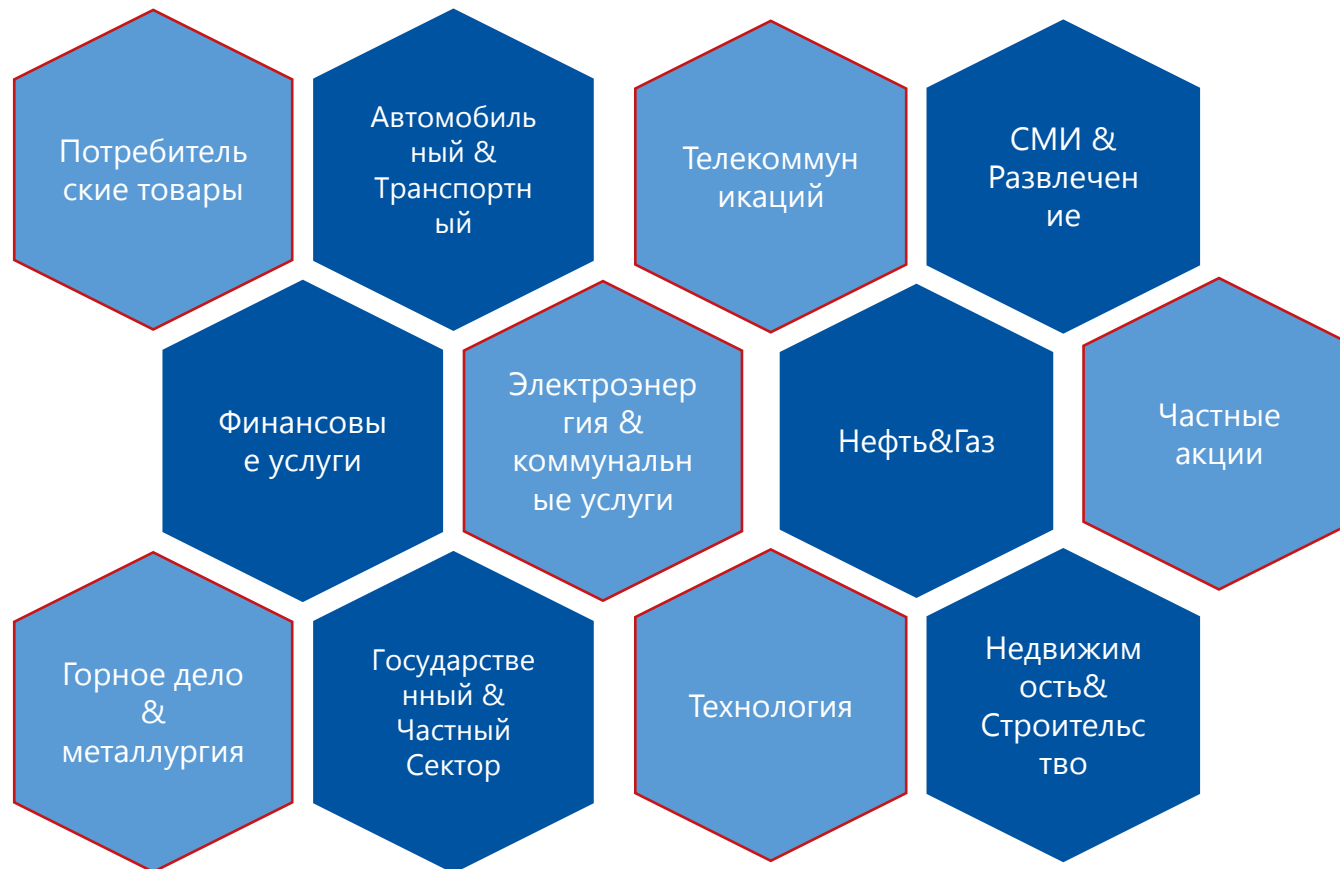 Потребитель
ские товары
Автомобиль
ный &
Транспортн
ый
Телекоммун
икаций
СМИ &
Развлечен
ие
Финансовы
е услуги
Электроэнер
гия &
коммунальн
ые услуги
Нефть&Газ
Частные
акции
Горное дело
&
металлургия
Государстве
нный &
Частный
Сектор
Технология
Недвижим
ость&
Строительс
тво